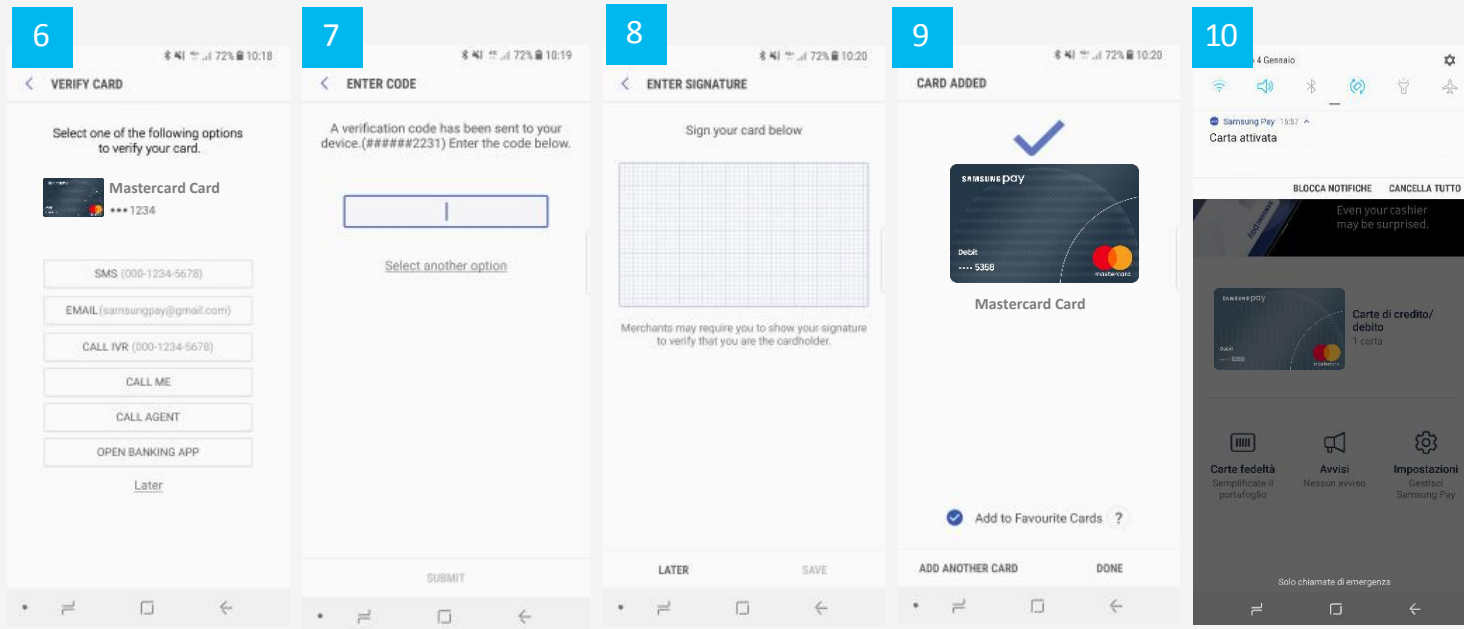 6
72% 10:18
VERIFY CARD
Select one of the following options
to verify your card.
Mastercard Card
•••1234
SMS (000-1234-5678)
EMAIL(samsungpay@gmail.com)
CALL IVR (000-1234-5678)
CALL ME
CALL AGENT
OPEN BANKING APP
Later
7
72% 10:19
ENTER CODE
A verification code has been sent to your
device.(######2231) Enter the code below.
Select another option
SUBMIT
8
72% 10:20
ENTER SIGNATURE
Sign your card below
Merchants may require you to show your signature
to verify that you are the cardholder.
LATER SAVE
9
72% 10:20
CARD ADDED
SAMSUNG pay
Debit
•••• 5358
mastercard
Mastercard Card
Add to Favourite Cards ?
ADD ANOTHER CARD DONE
10
4 Gennaio
Samsung Pay 15:57
Carta attivata
BLOCCA NOTIFICHE CANCELLA TUTTO
Even your cashier
may be surprised.
SAMSUNG pay
Debit
•••• 5358
mastercard
Carte di credito/
debito
1 carta
Carte fedeltà
Semplificate il
portafoglio
Avvisi
Nessun avviso
Impostazioni
Gestisci
Samsung Pay
Solo chiamate di emergenza